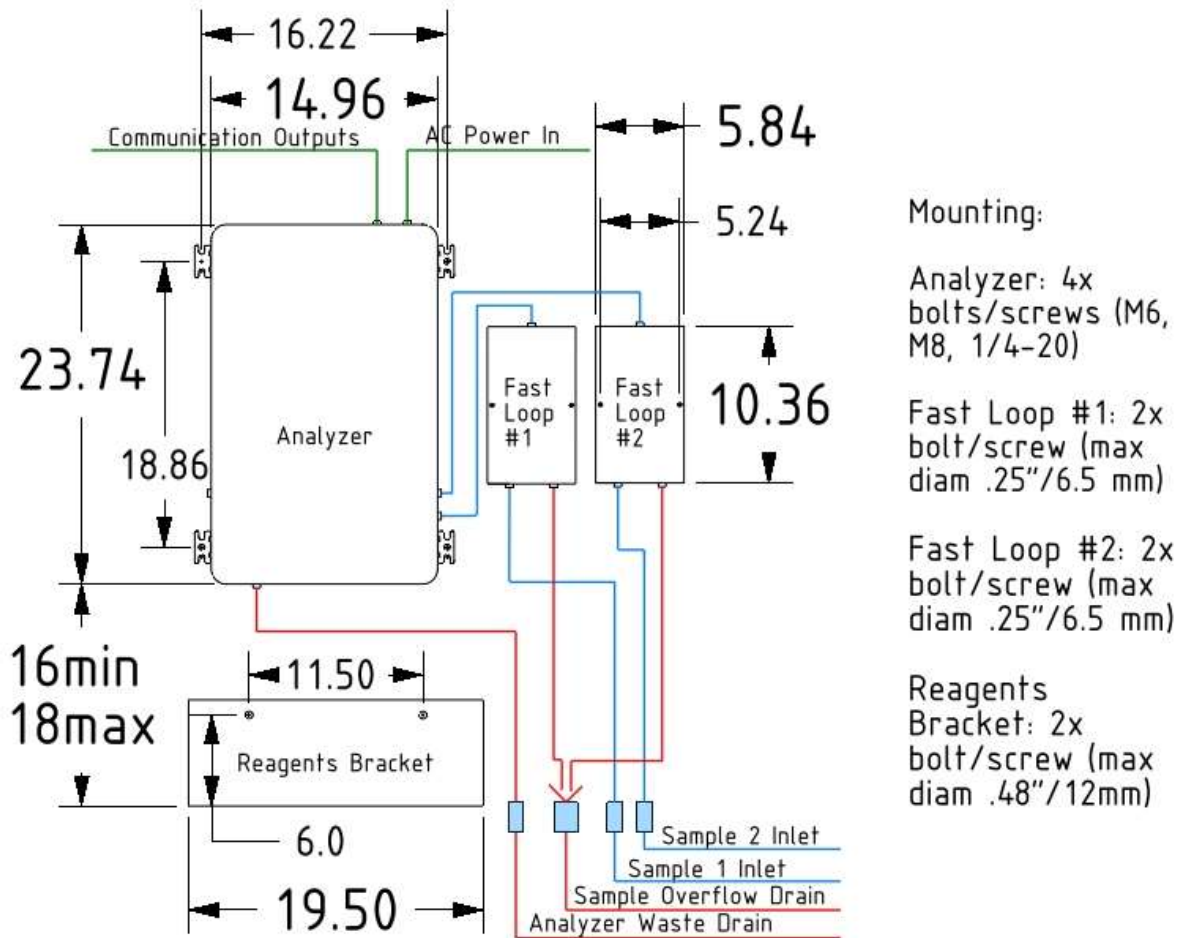 16.22
14.96
Communication Outputs
AC Power In
5.84
5.24
23.74
18.86
Analyzer
Fast
Loop
#1
Fast
Loop
#2
10.36
16min
18max
11.50
Reagents Bracket
6.0
19.50
Sample 2 Inlet
Sample 1 Inlet
Sample Overflow Drain
Analyzer Waste Drain
Mounting:
Analyzer: 4x
bolts/screws (M6,
M8, 1/4-20)
Fast Loop #1: 2x
bolt/screw (max
diam .25"/6.5 mm)
Fast Loop #2: 2x
bolt/screw (max
diam .25"/6.5 mm)
Reagents
Bracket: 2x
bolt/screw (max
diam .48"/12mm)